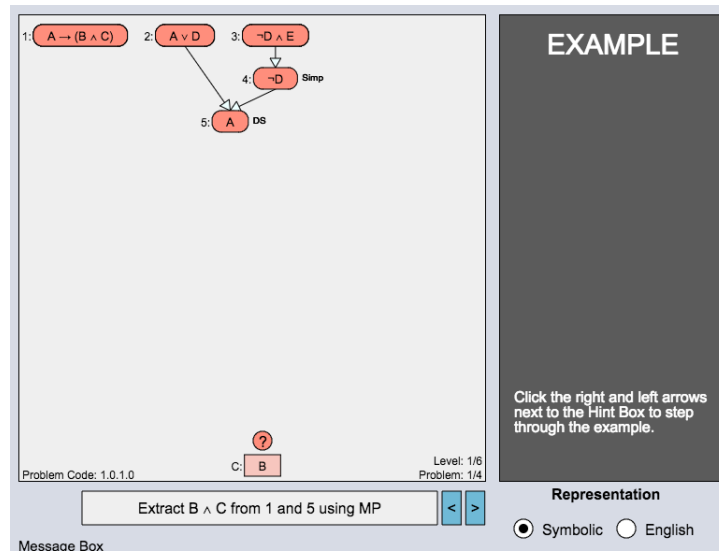 1: A → (B ∧ C) 2: A ∨ D 3: ¬D ∧ E
4: ¬D Simp
5: A DS
?
C: B
Problem Code: 1.0.1.0
Level: 1/6
Problem: 1/4
Extract B ∧ C from 1 and 5 using MP < >
Message Box
EXAMPLE
Click the right and left arrows
next to the Hint Box to step
through the example.
Representation
Symbolic English